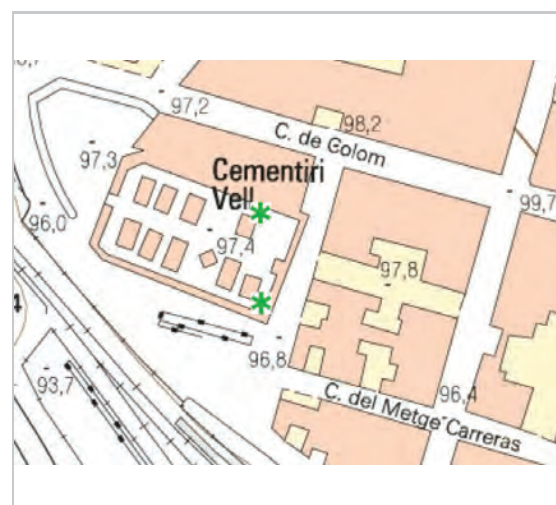 97,2
98,2
C. de Colom
97,3
Cementiri
Vell
99,7
96,0
97,4
97,8
96,8
93,7
96,4
C. del Metge Carreras